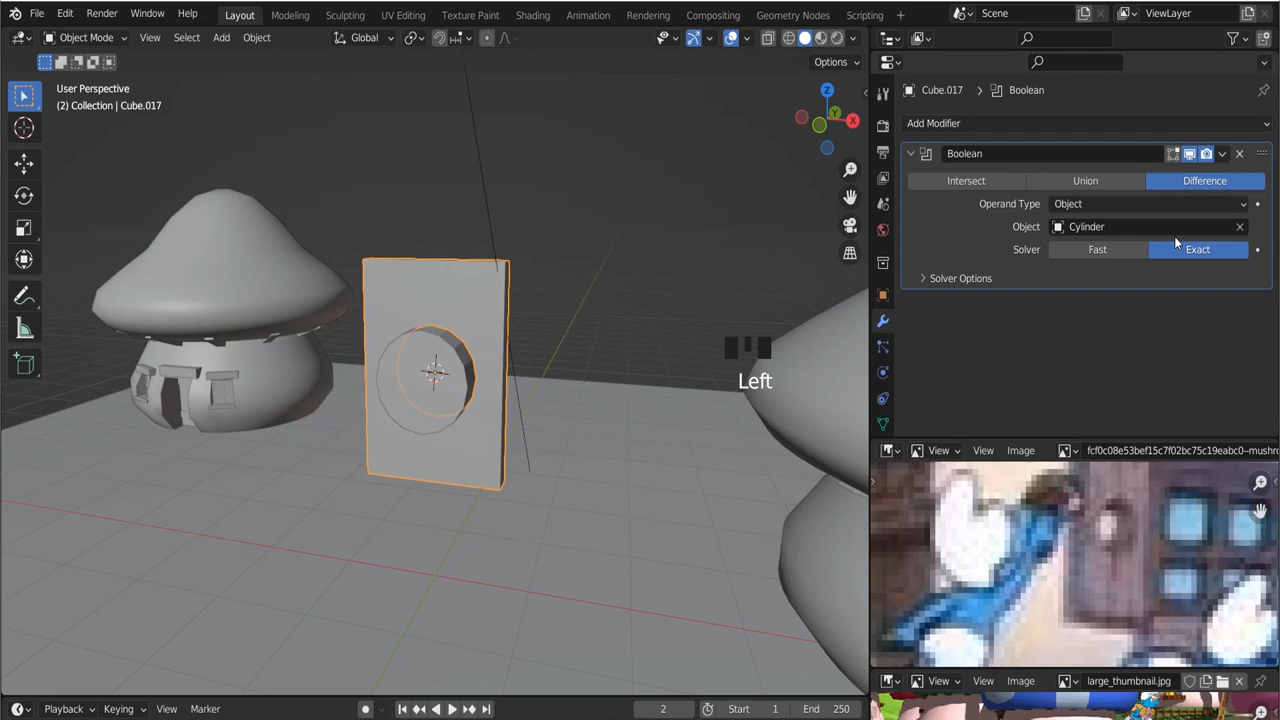 File Edit Render Window Help Layout Modeling Sculpting UV Editing Texture Paint Shading Animation Rendering Compositing Geometry Nodes Scripting + Scene ViewLayer
Object Mode View Select Add Object Global
Options
User Perspective
(2) Collection | Cube.017
Z
Y
X
Left
Cube.017 > Boolean
Add Modifier
Boolean
Intersect Union Difference
Operand Type Object
Object Cylinder
Solver Fast Exact
Solver Options
View View Image fcf0c08e53bef15c7f02bc75c19eabc0--mushro
View View Image large_thumbnail.jpg
Playback Keying View Marker 2 Start 1 End 250